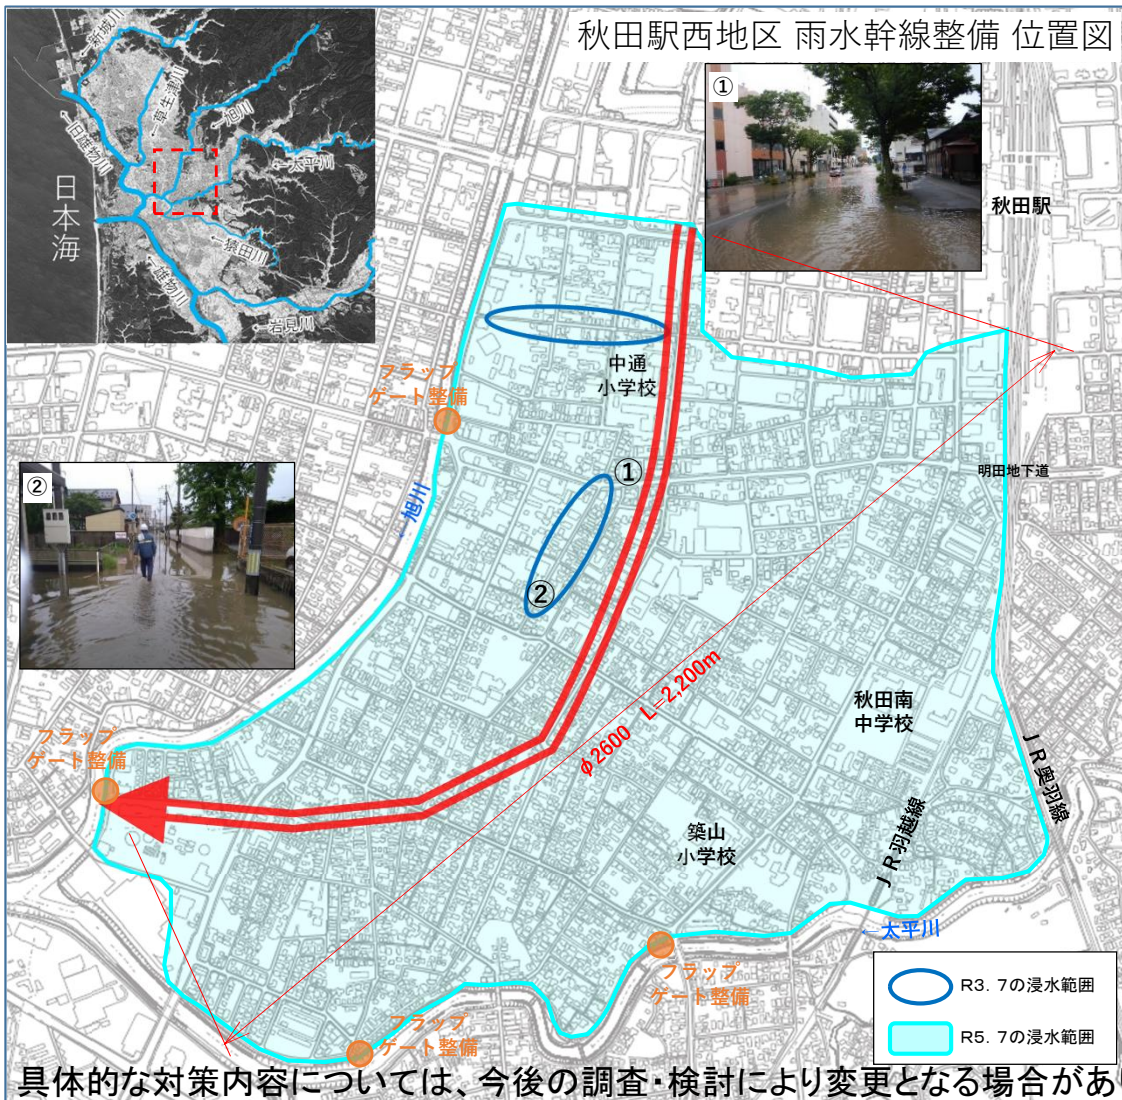 秋田駅西地区 雨水幹線整備 位置図
←新城川
←草生津川
←旭川
←旧雄物川
←太平川
日本海
←猿田川
←雄物川
←岩見川
①
秋田駅
中通
小学校
フラップ
ゲート整備
①
明田地下道
②
←旭川
②
φ2600 L=2,200m
秋田南
中学校
フラップ
ゲート整備
JR奥羽線
築山
小学校
JR羽越線
←太平川
フラップ
ゲート整備
フラップ
ゲート整備
R3.7の浸水範囲
R5.7の浸水範囲
具体的な対策内容については、今後の調査・検討により変更となる場合があり